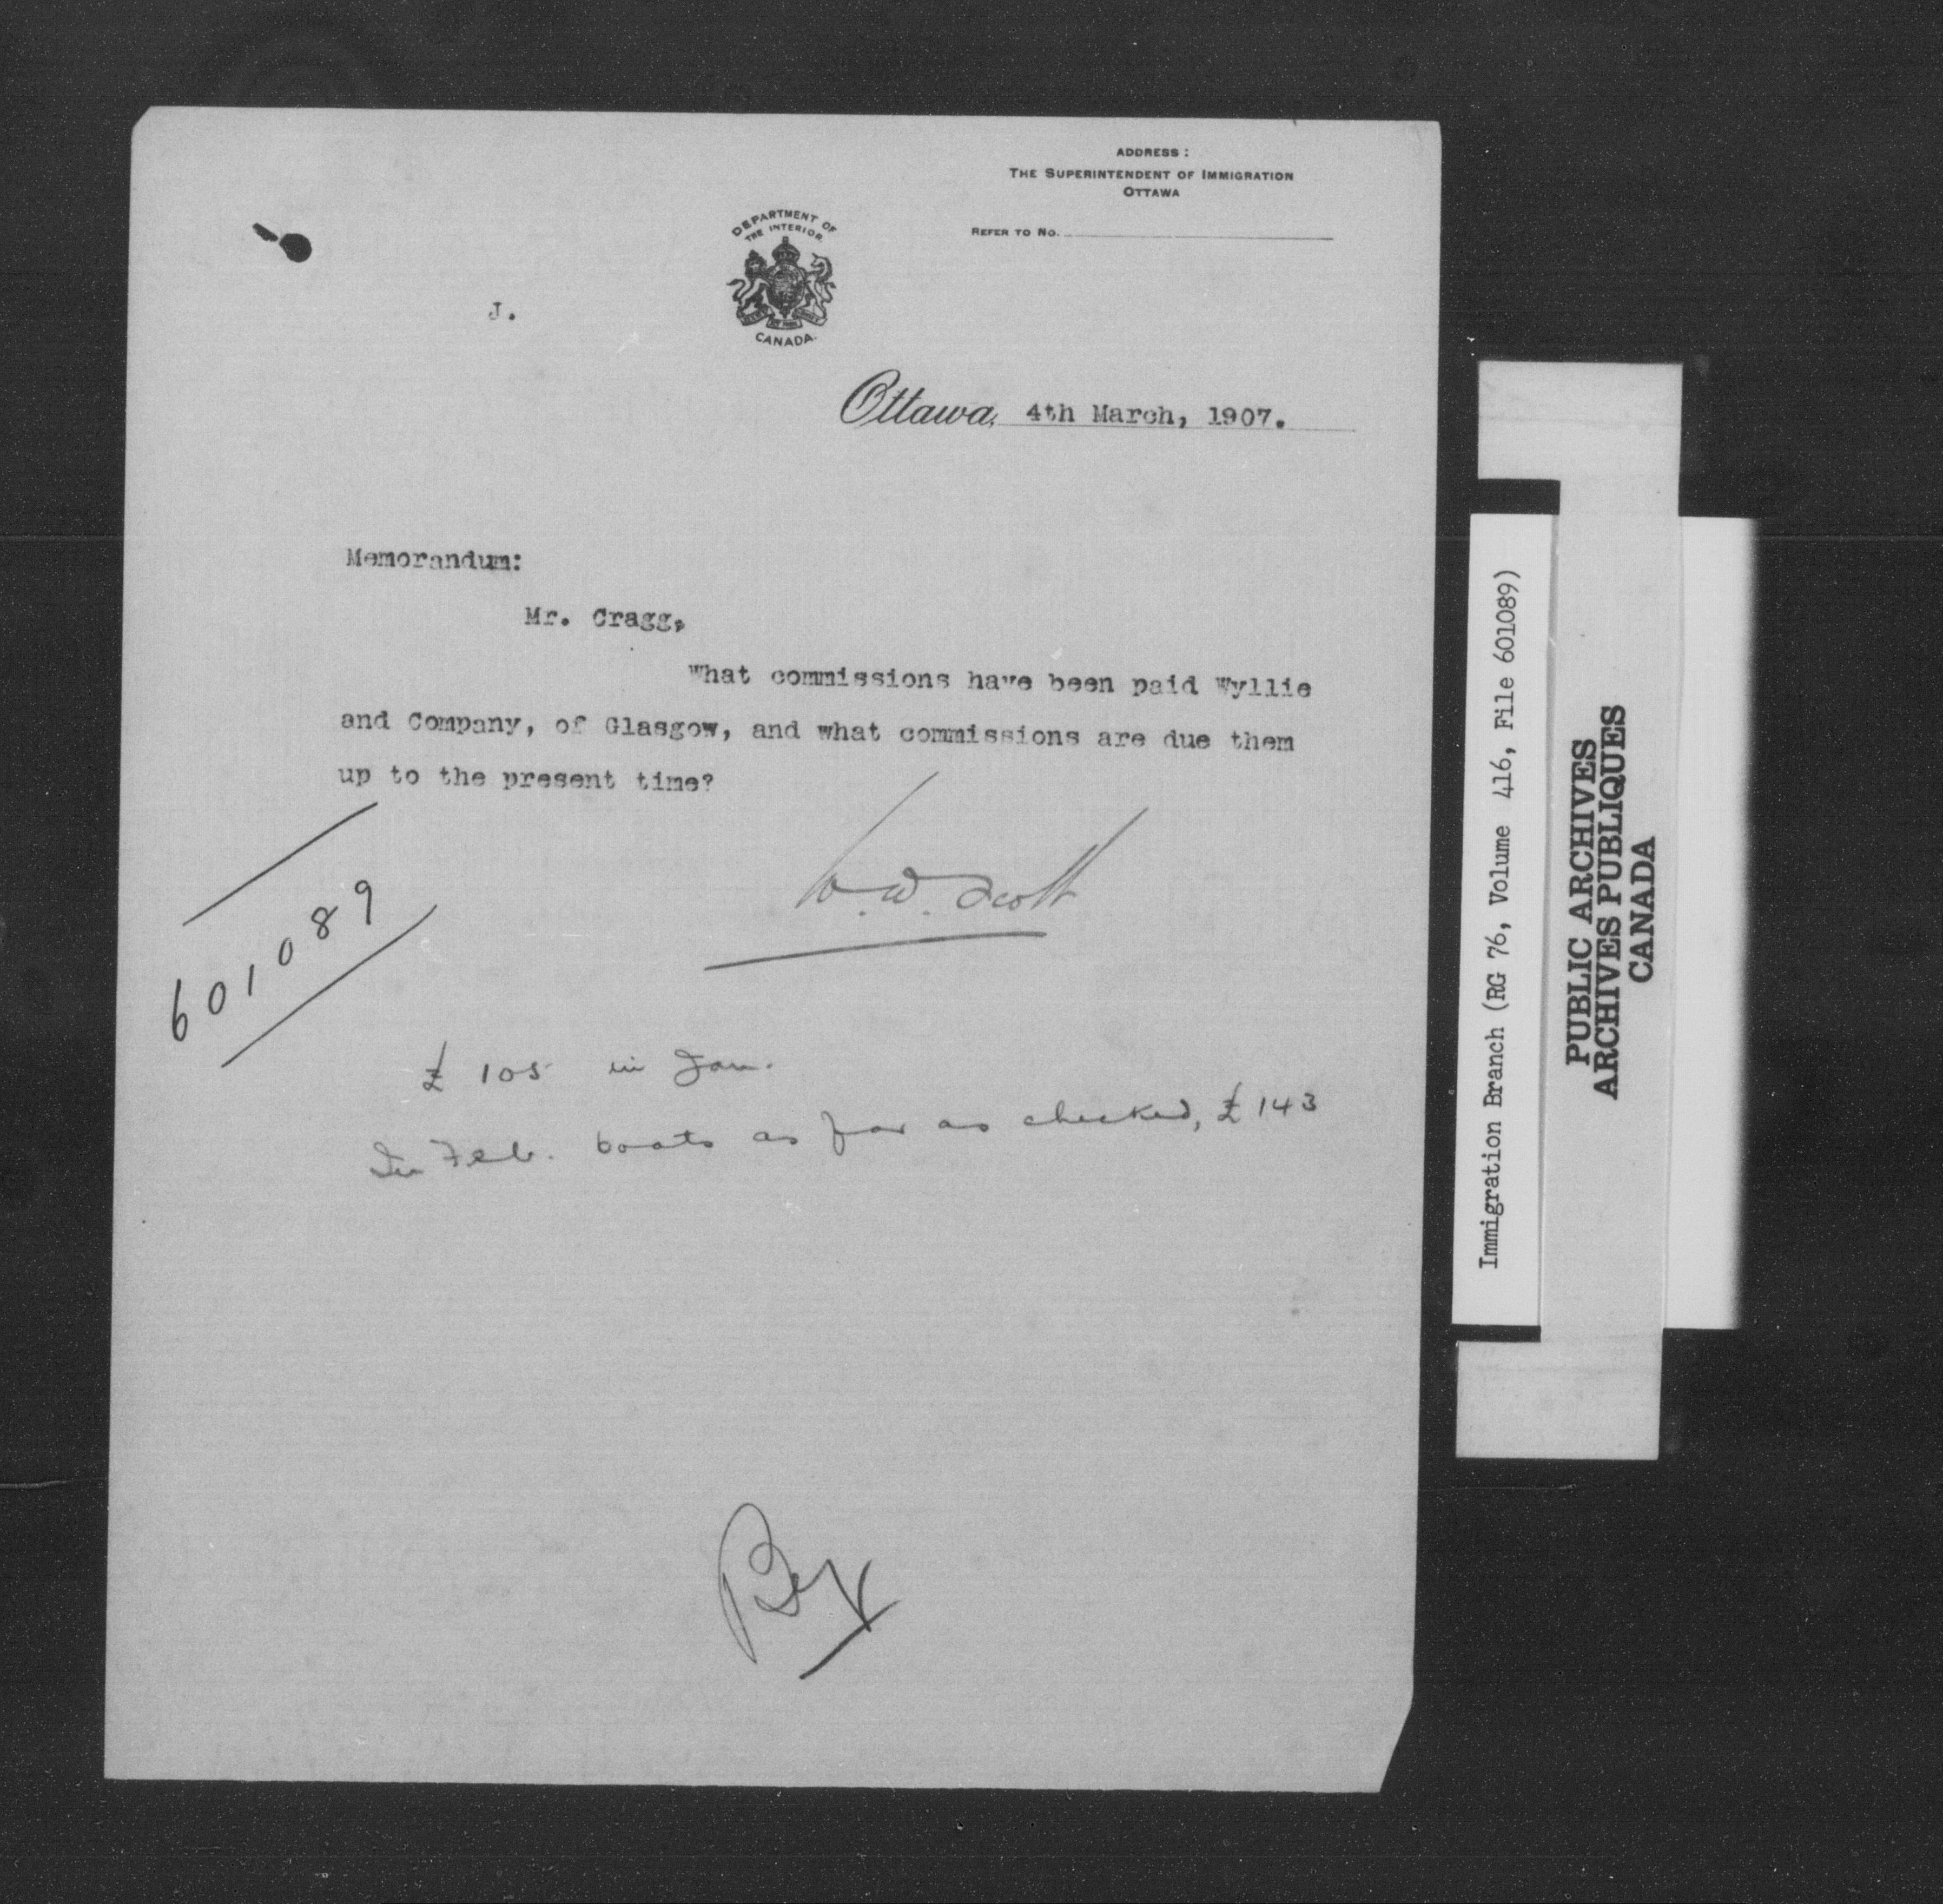 ADDRESS:
THE SUPERINTENDENT OF IMMIGRATION
OTTAWA
REFER TO NO.
DEPARTMENT OF
THE INTERIOR
CANADA.
J.
Ottawa, 4th March, 1907.
Memorandum:
Mr. Cragg,
What commissions have been paid Wyllie
and Company, of Glasgow, and what commissions are due them
up to the present time?
W. D. Scott
601089
£ 105 in Jan.
In Feb. boats as far as checked, £ 143
Immigration Branch (RG 76, Volume 416, File 601089)
PUBLIC ARCHIVES
ARCHIVES PUBLIQUES
CANADA